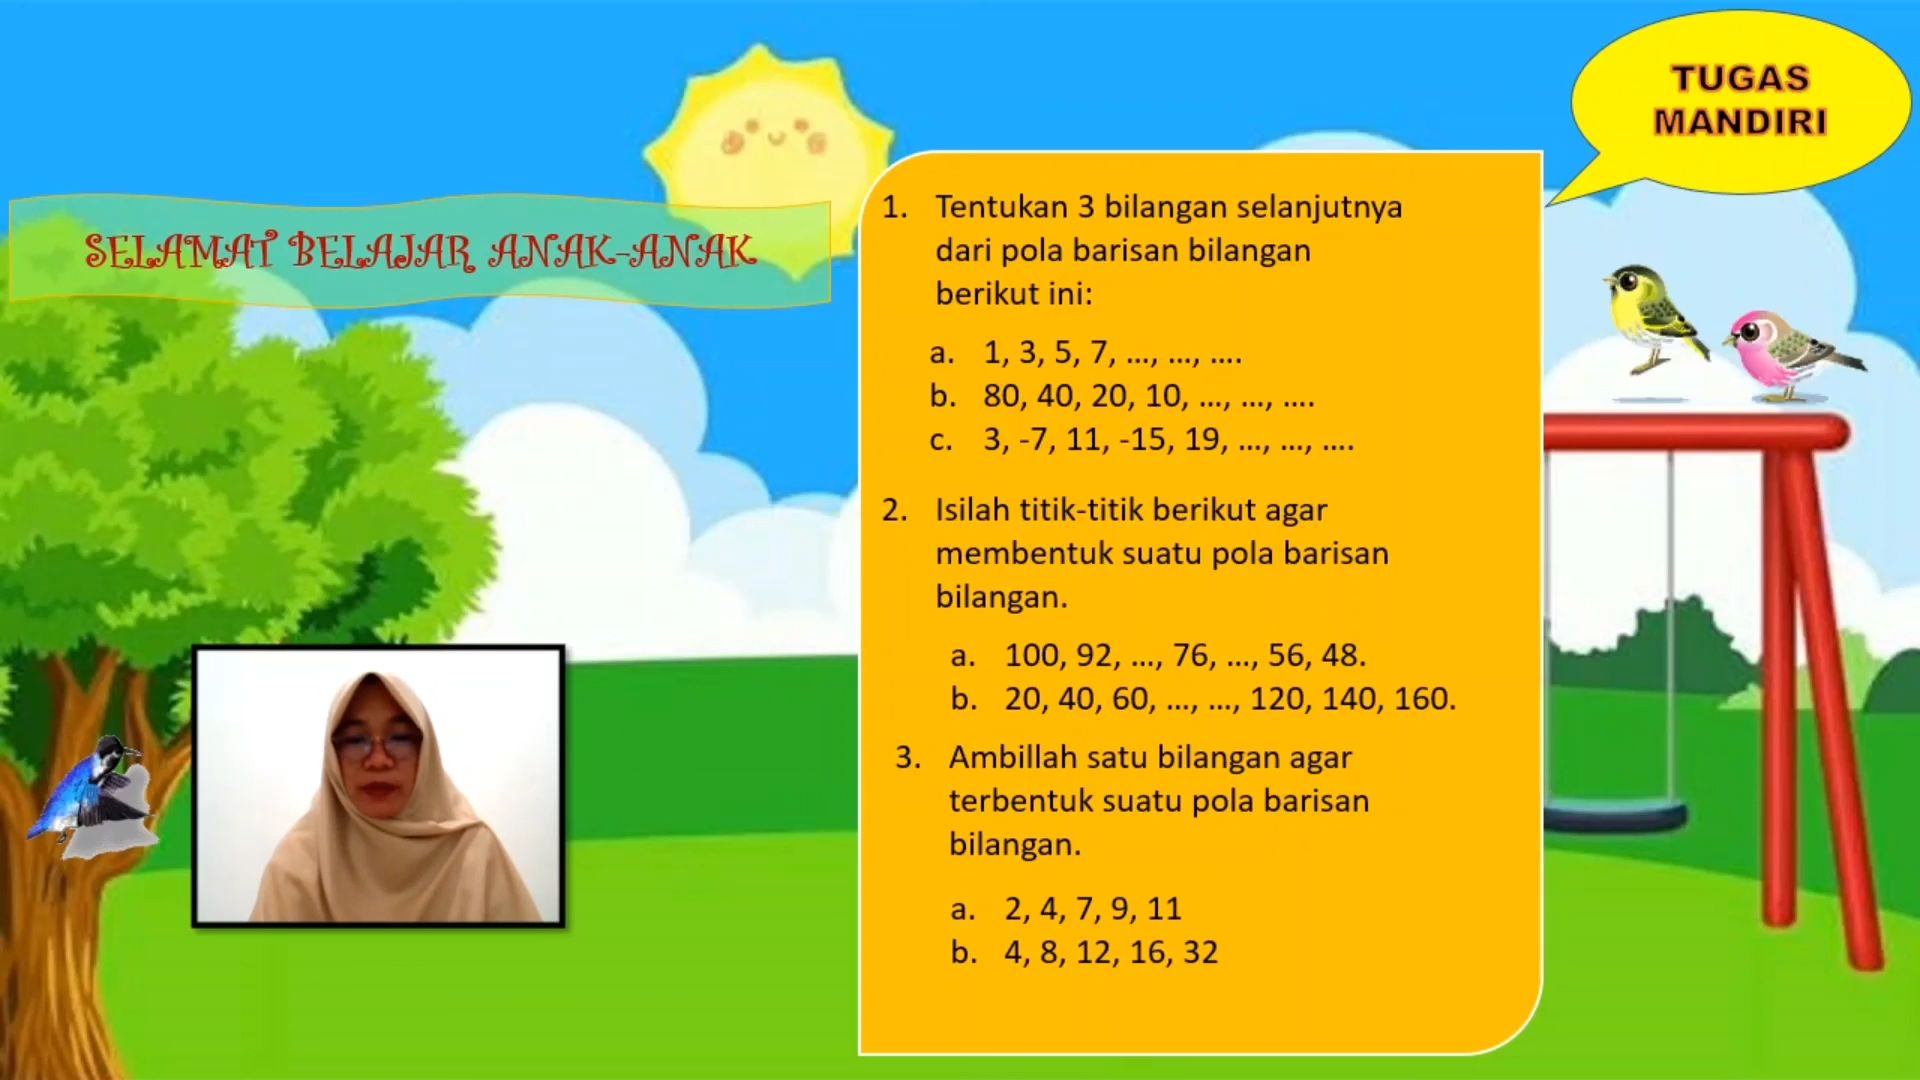 TUGAS
MANDIRI
SELAMAT BELAJAR ANAK-ANAK
1. Tentukan 3 bilangan selanjutnya
dari pola barisan bilangan
berikut ini:
a. 1, 3, 5, 7, ..., ..., ....
b. 80, 40, 20, 10, ..., ..., ....
c. 3, -7, 11, -15, 19, ..., ..., ....
2. Isilah titik-titik berikut agar
membentuk suatu pola barisan
bilangan.
a. 100, 92, ..., 76, ..., 56, 48.
b. 20, 40, 60, ..., ..., 120, 140, 160.
3. Ambillah satu bilangan agar
terbentuk suatu pola barisan
bilangan.
a. 2, 4, 7, 9, 11
b. 4, 8, 12, 16, 32